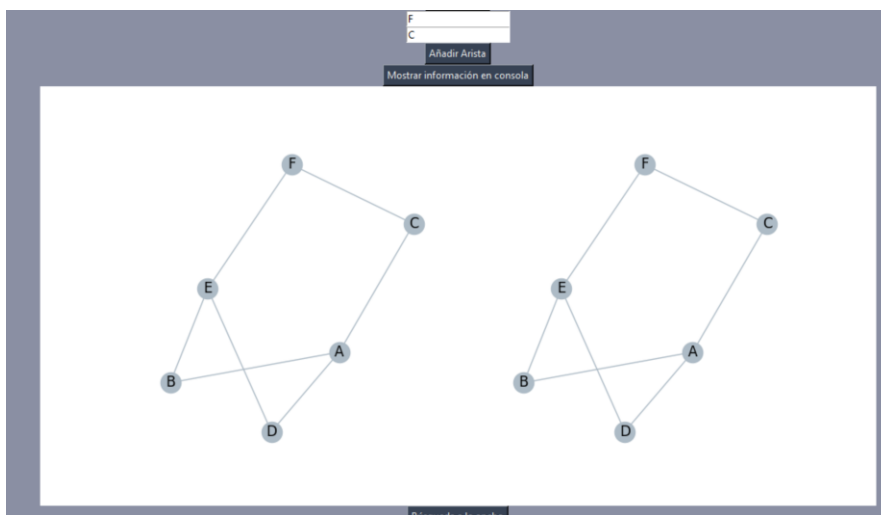 F
C
Añadir Arista
Mostrar información en consola
F F
C C
E E
A A
B B
D D